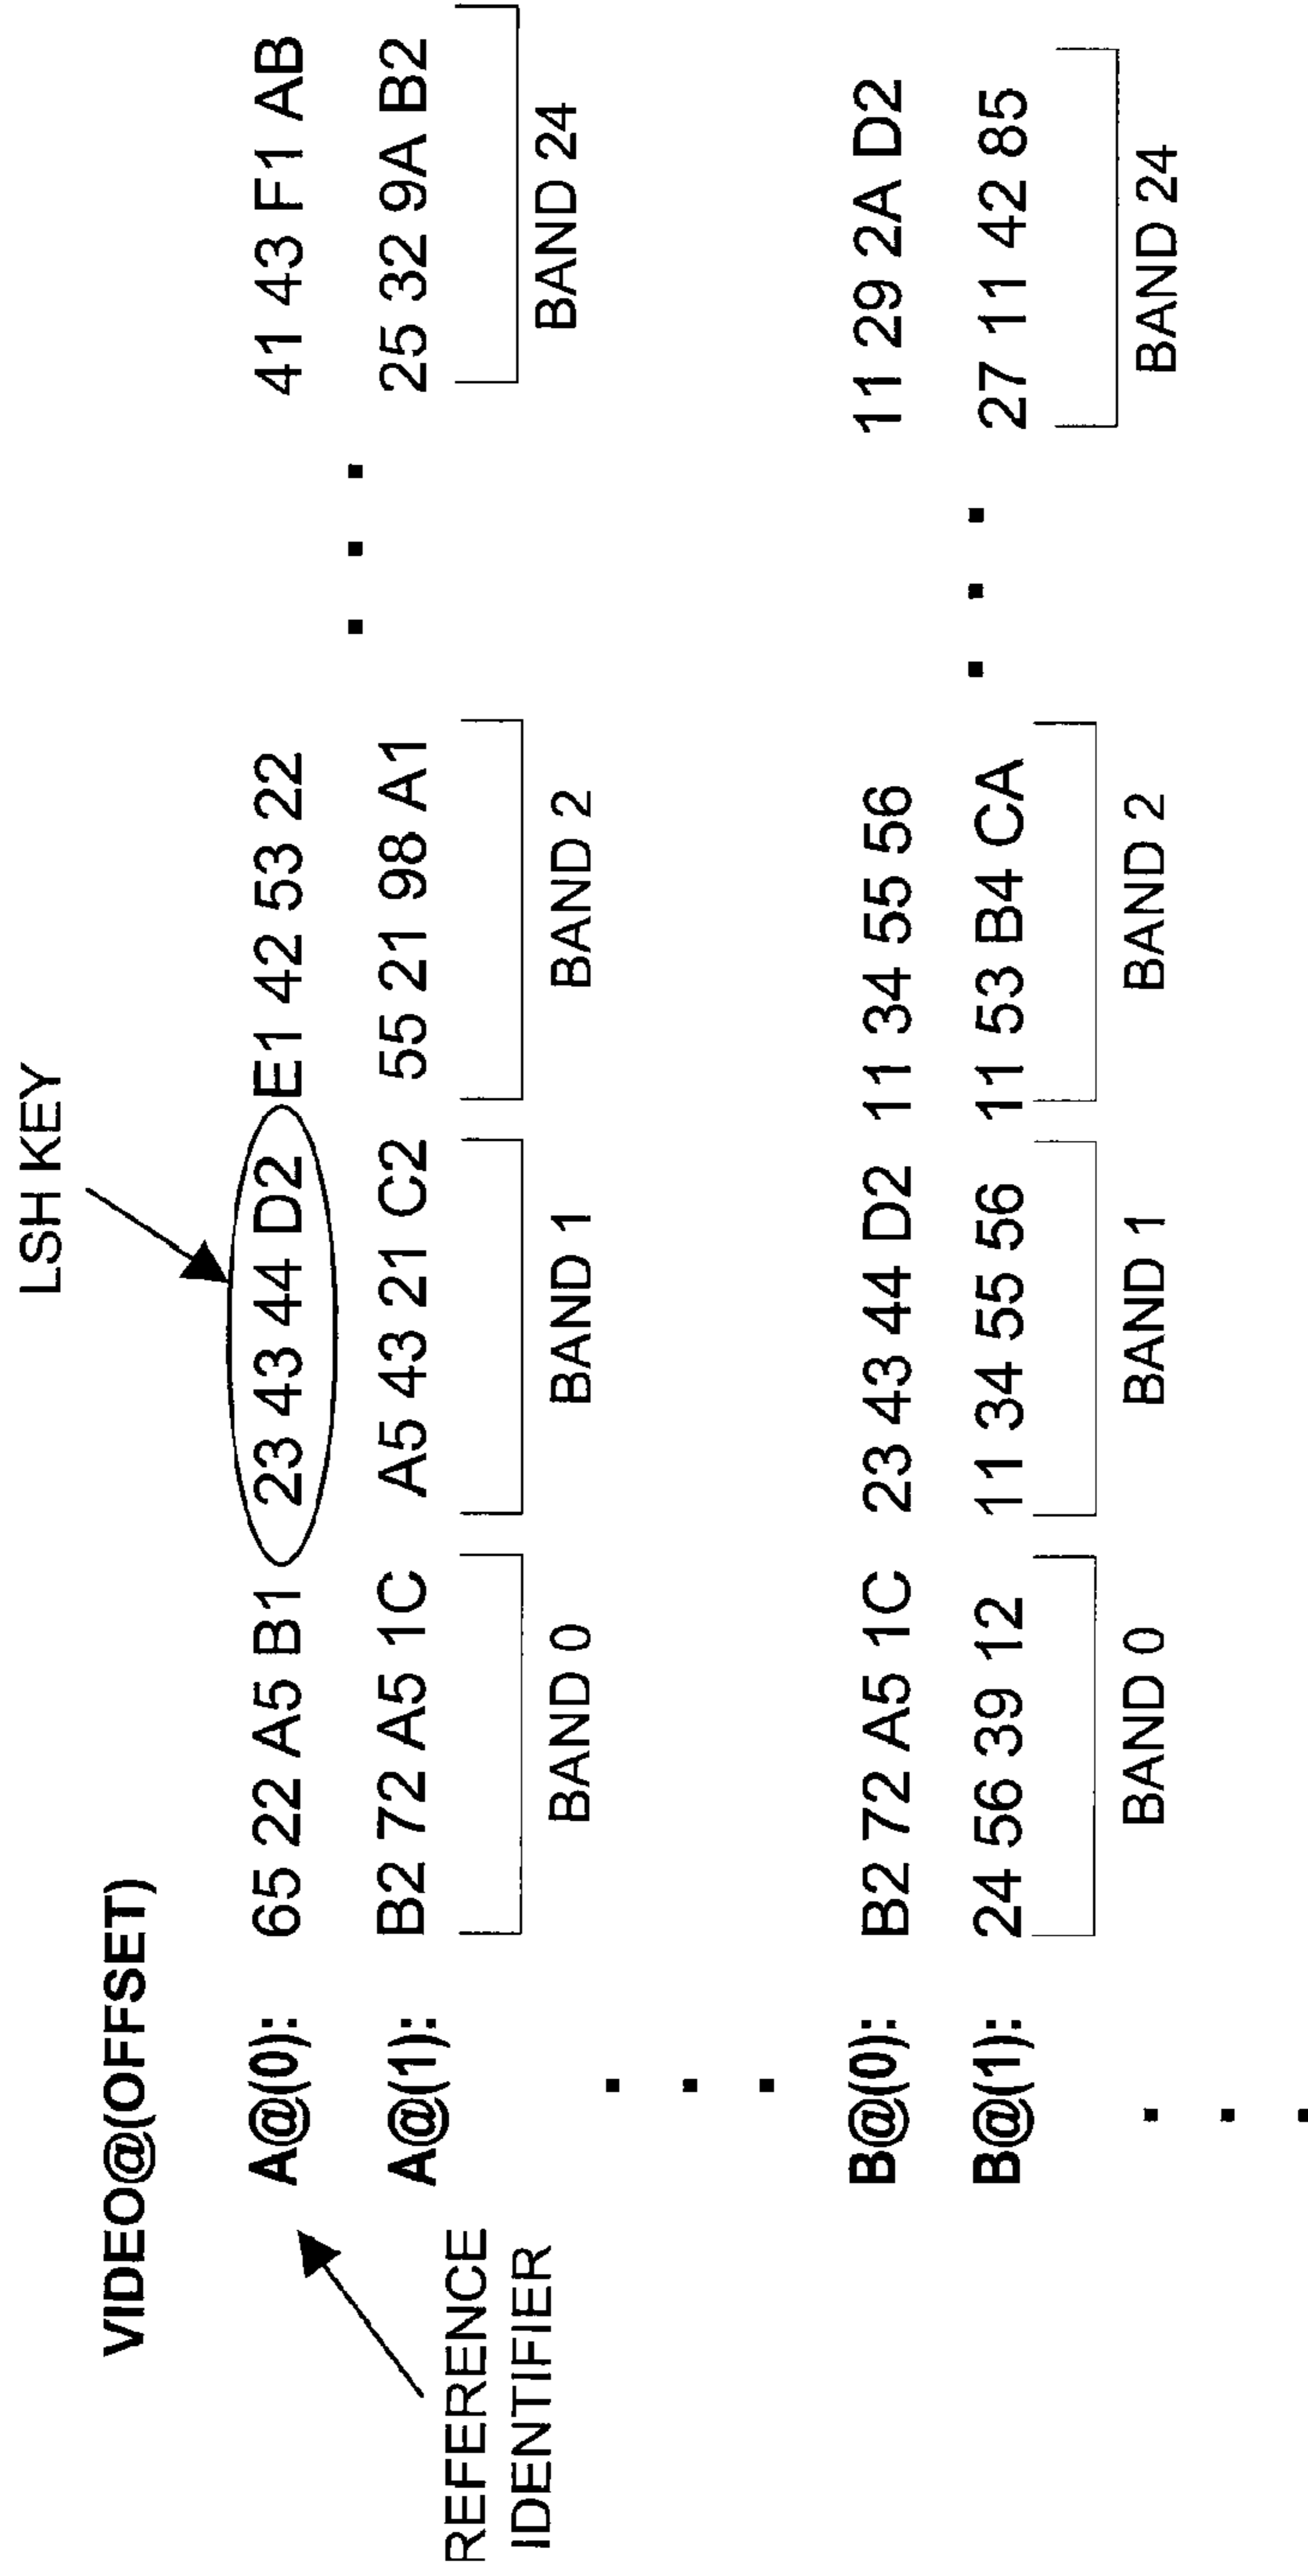 LSH KEY
VIDEO@(OFFSET)
A@(0): 65 22 A5 B1 23 43 44 D2 E1 42 53 22 41 43 F1 AB
A@(1): B2 72 A5 1C A5 43 21 C2 55 21 98 A1 . . . 25 32 9A B2
BAND 0 BAND 1 BAND 2 BAND 24
REFERENCE
IDENTIFIER
B@(0): B2 72 A5 1C 23 43 44 D2 11 34 55 56 11 29 2A D2
B@(1): 24 56 39 12 11 34 55 56 11 53 B4 CA . . . 27 11 42 85
BAND 0 BAND 1 BAND 2 BAND 24